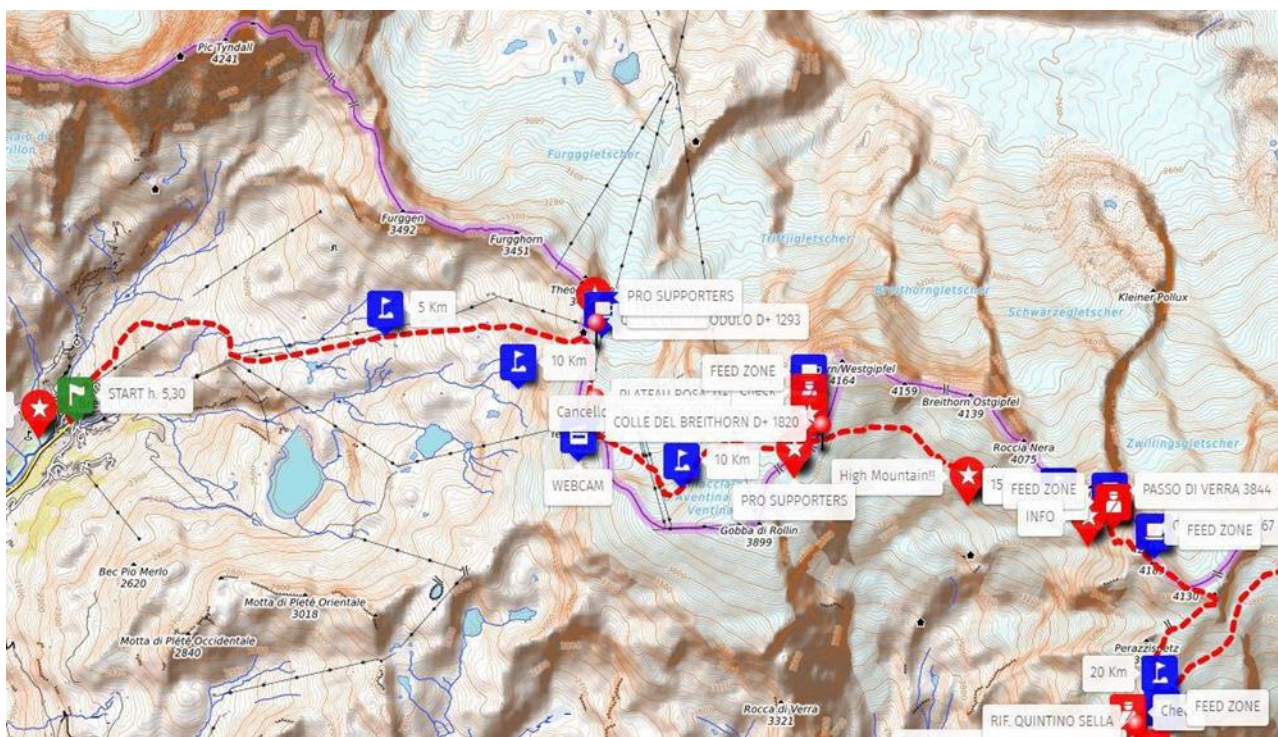 Pic Tyndall
4241
Furggen
3492
Furgghorn
3451
Furgggletscher
Triftjigletscher
Breithorngletscher
Schwärzegletscher
Kleiner Pollux
Zwillingsgletscher
PRO SUPPORTERS
ODULO D+ 1293
5 Km
10 Km
START h. 5,30
FEED ZONE
4164
4159
Breithorn Ostgipfel
4139
COLLE DEL BREITHORN D+ 1820
Roccia Nera
4075
WEBCAM
10 Km
PRO SUPPORTERS
High Mountain!!
FEED ZONE
INFO
PASSO DI VERRA 3844
FEED ZONE
Gobba di Rollin
3899
4130
Bec Pio Merlo
2620
Motta di Pletè Orientale
3018
Motta di Pletè Occidentale
2840
Rocca di Verra
3321
20 Km
RIF. QUINTINO SELLA
FEED ZONE